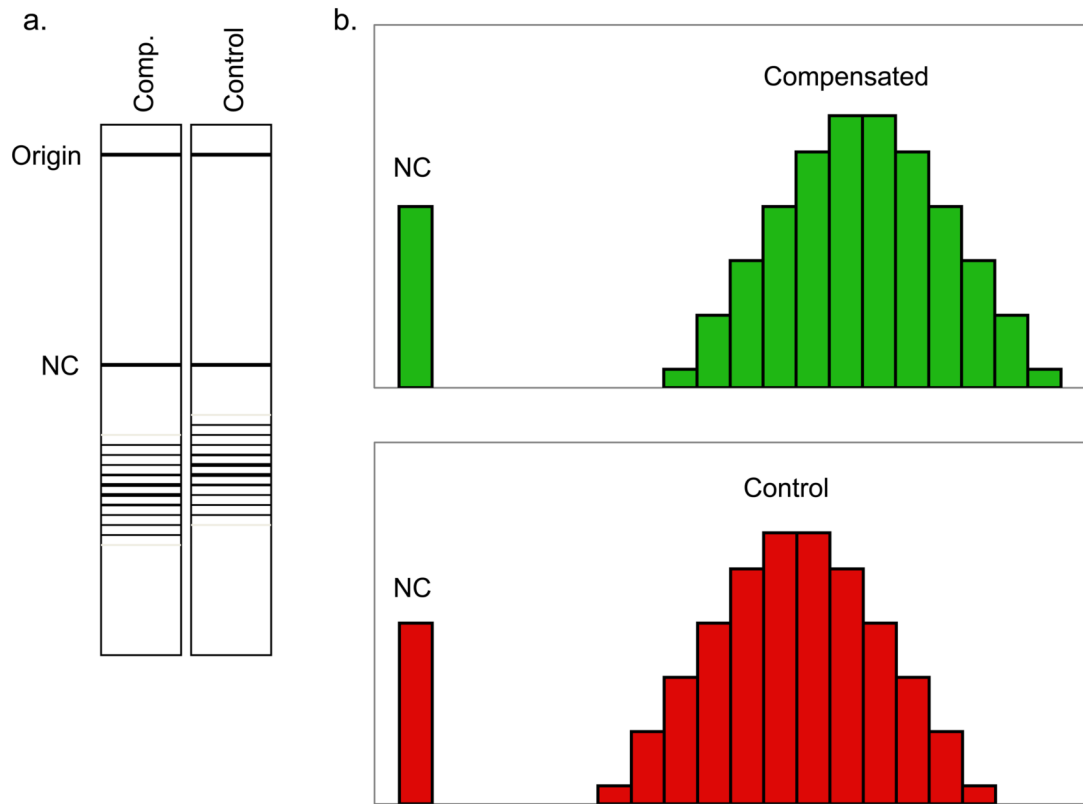 a.
Comp.
Control
Origin
NC
b.
Compensated
NC
Control
NC